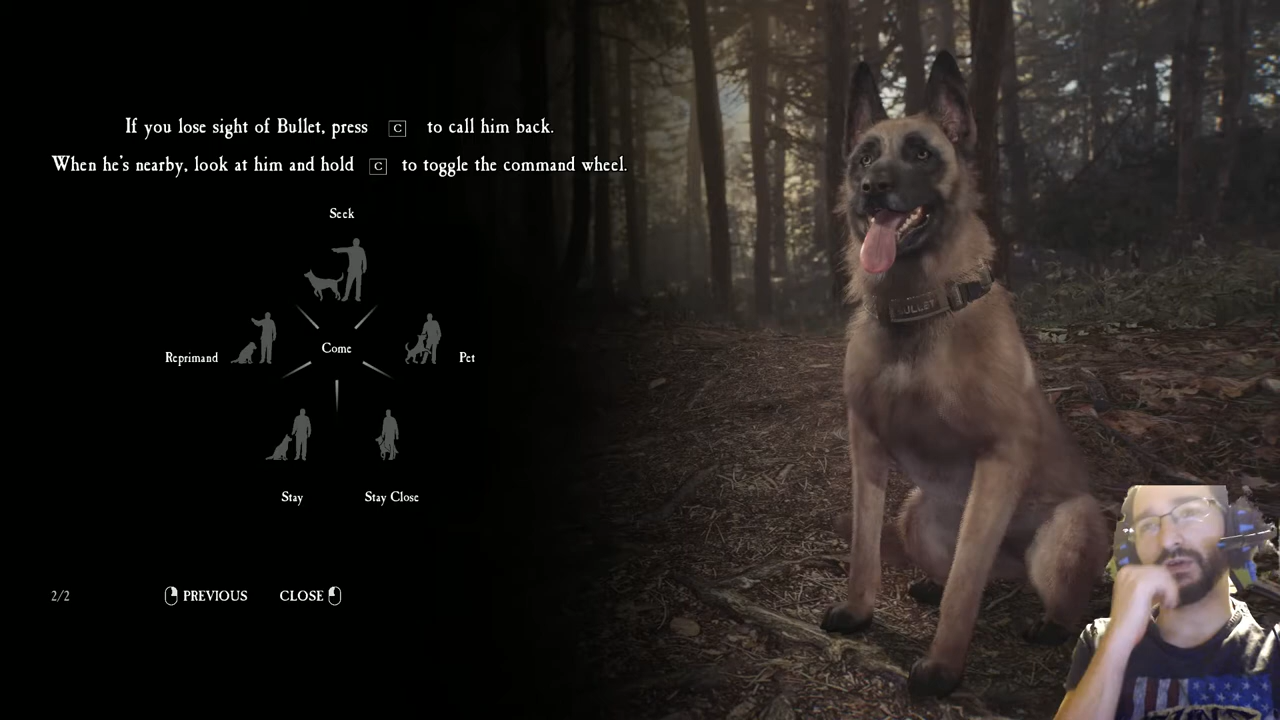 If you lose sight of Bullet, press C to call him back.
When he's nearby, look at him and hold C to toggle the command wheel.
Seek
Reprimand
Come
Pet
Stay
Stay Close
2/2
PREVIOUS
CLOSE
BULLET